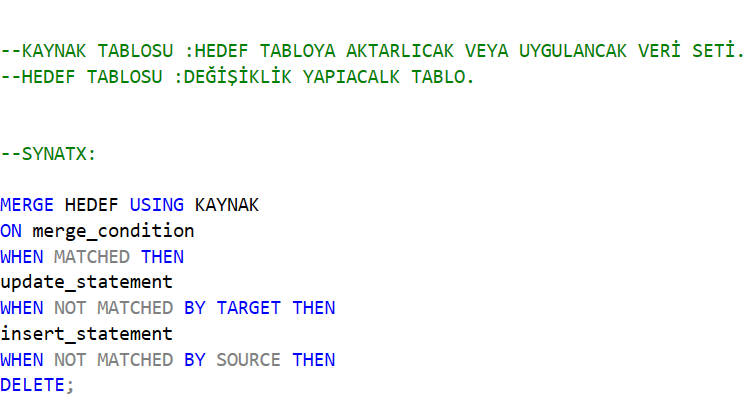 --KAYNAK TABLOSU :HEDEF TABLOYA AKTARLICAK VEYA UYGULANCAK VERİ SETİ.
--HEDEF TABLOSU :DEĞİŞİKLİK YAPIACALK TABLO.
--SYNATX:
MERGE HEDEF USING KAYNAK
ON merge_condition
WHEN MATCHED THEN
update_statement
WHEN NOT MATCHED BY TARGET THEN
insert_statement
WHEN NOT MATCHED BY SOURCE THEN
DELETE;